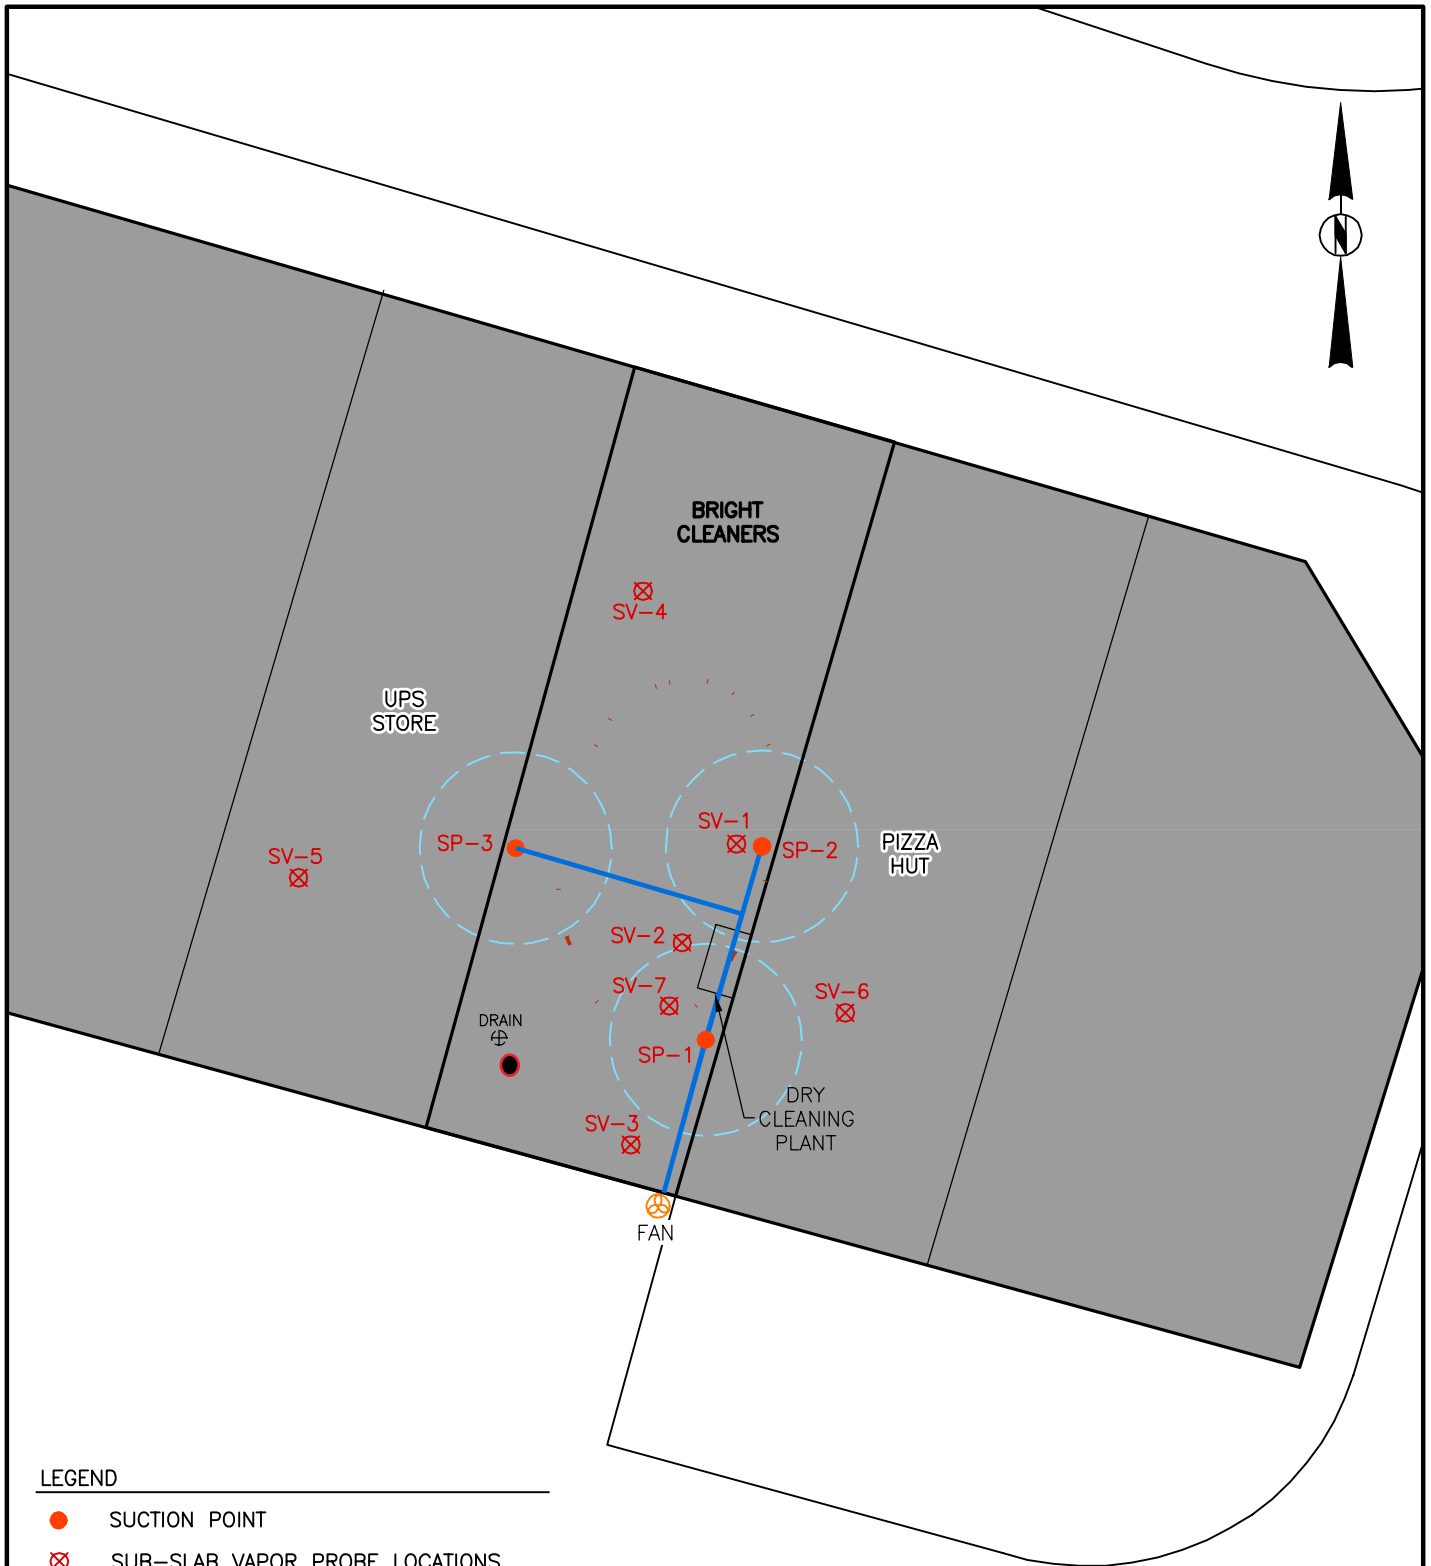 N
BRIGHT
CLEANERS
SV-4
UPS
STORE
SV-1
SP-3
SP-2
PIZZA
HUT
SV-5
SV-2
SV-7
SV-6
DRAIN
SP-1
DRY
CLEANING
PLANT
SV-3
FAN
LEGEND
SUCTION POINT
SUB-SLAB VAPOR PROBE LOCATIONS